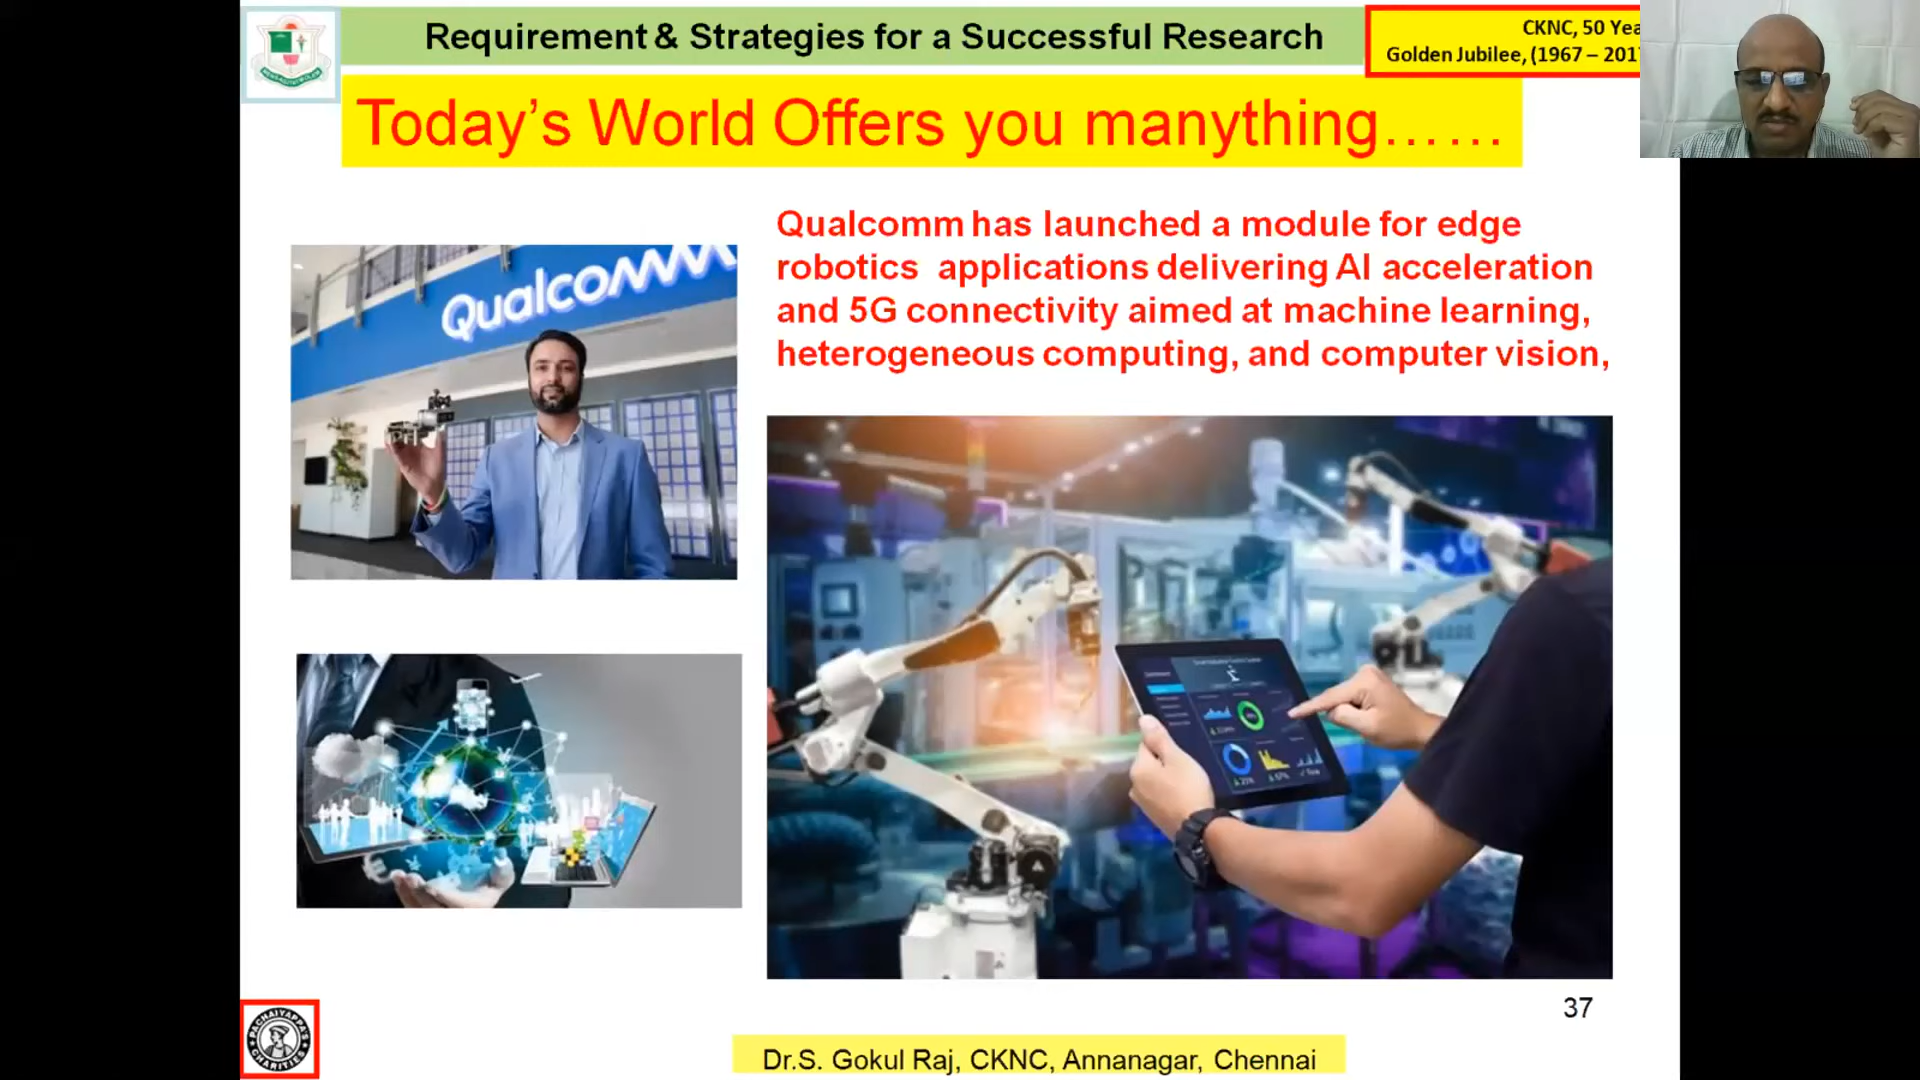 Requirement & Strategies for a Successful Research
CKNC, 50 Yea
Golden Jubilee, (1967 – 201
Today's World Offers you manything……
Qualcomm has launched a module for edge
robotics applications delivering AI acceleration
and 5G connectivity aimed at machine learning,
heterogeneous computing, and computer vision,
Qualcomm
37
PACHAIYAPPA'S CHARITIES
Dr.S. Gokul Raj, CKNC, Annanagar, Chennai